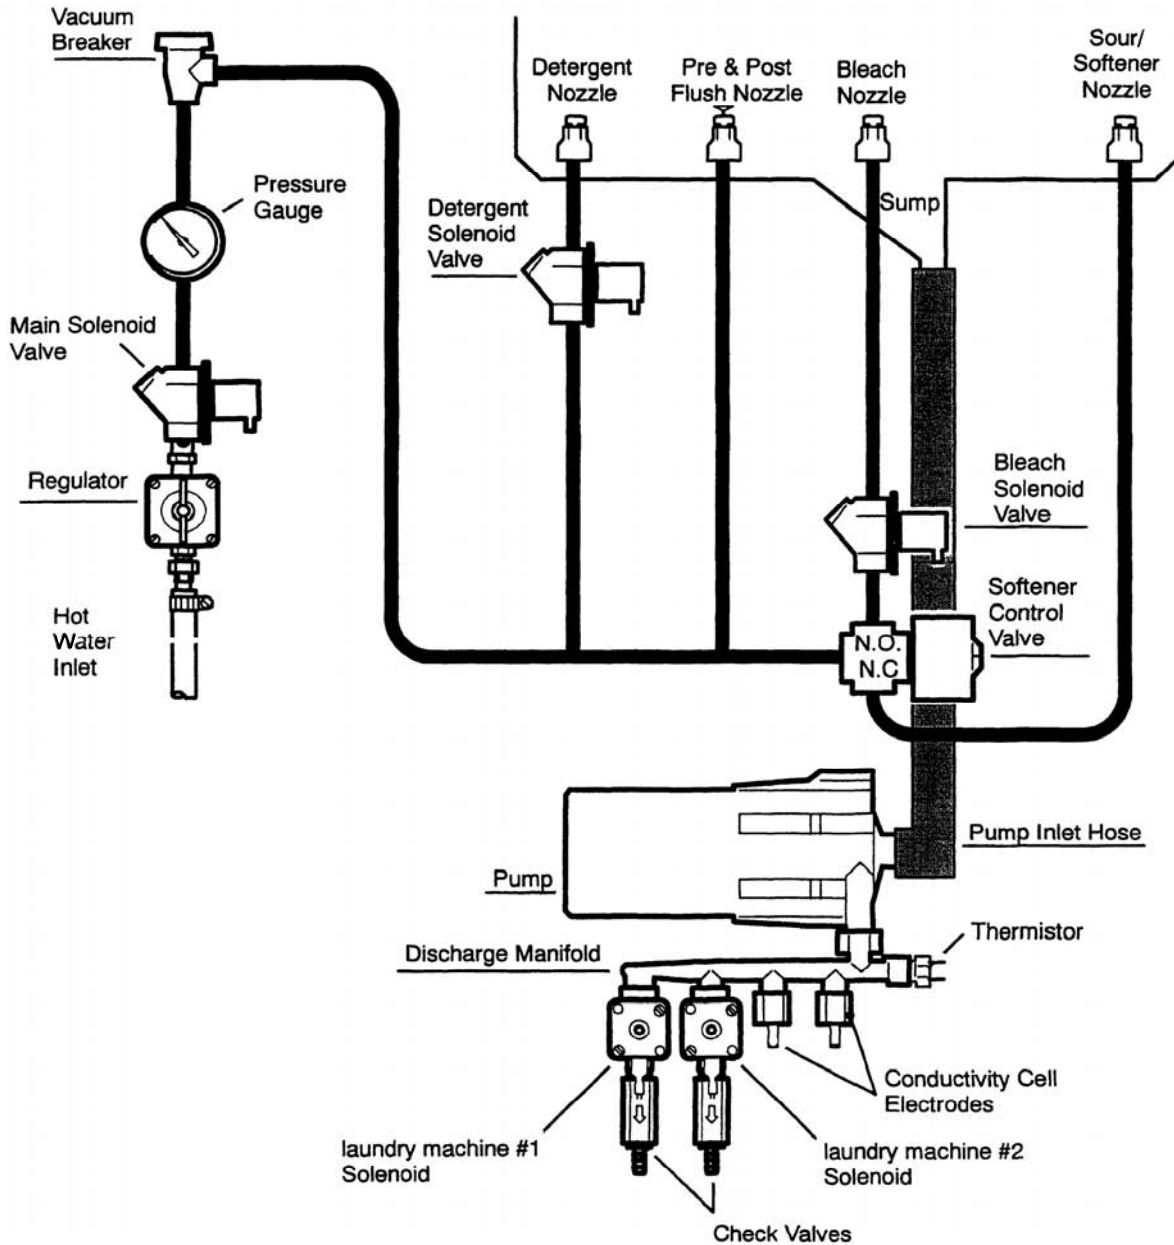 Vacuum
Breaker
Detergent
Nozzle
Pre & Post
Flush Nozzle
Bleach
Nozzle
Sour/
Softener
Nozzle
Pressure
Gauge
Detergent
Solenoid
Valve
Sump
Main Solenoid
Valve
Regulator
Bleach
Solenoid
Valve
Hot
Water
Inlet
Softener
Control
Valve
N.O.
N.C
Pump Inlet Hose
Pump
Discharge Manifold
Thermistor
Conductivity Cell
Electrodes
laundry machine #1
Solenoid
laundry machine #2
Solenoid
Check Valves